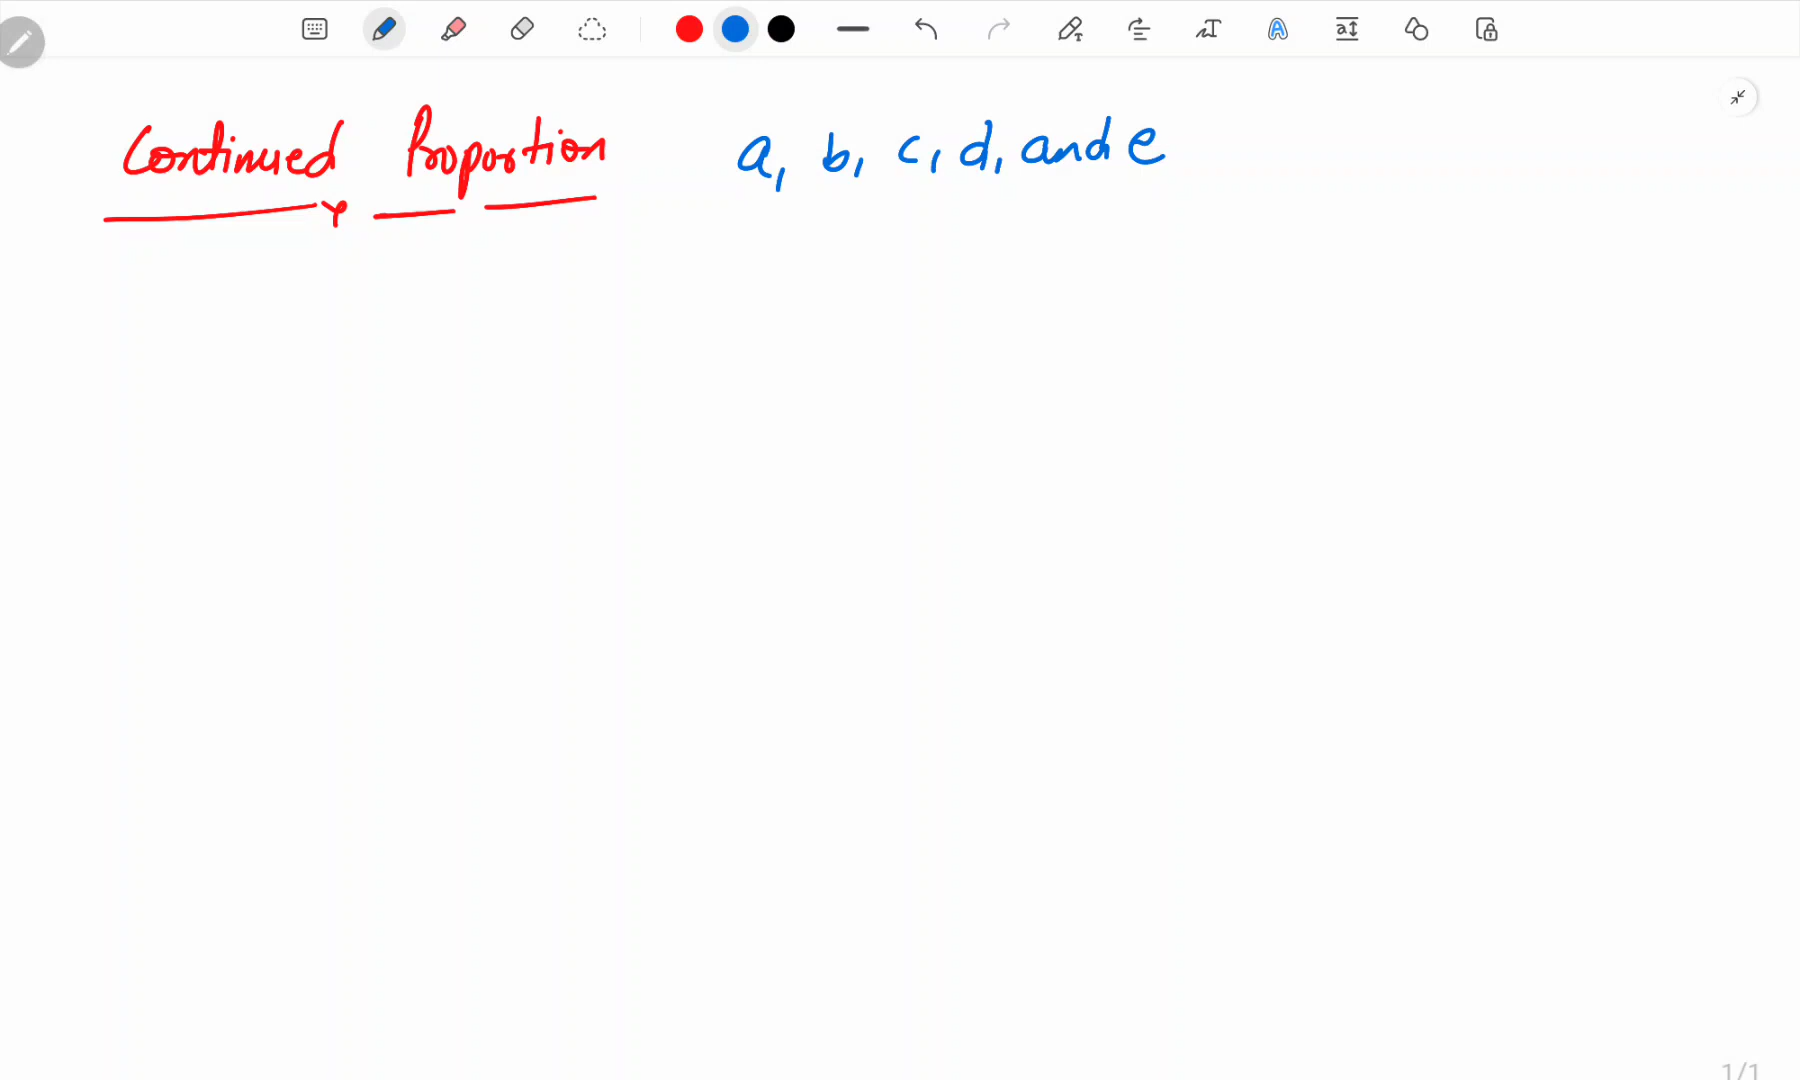 Continued Proportion a, b, c, d, and e
1/1